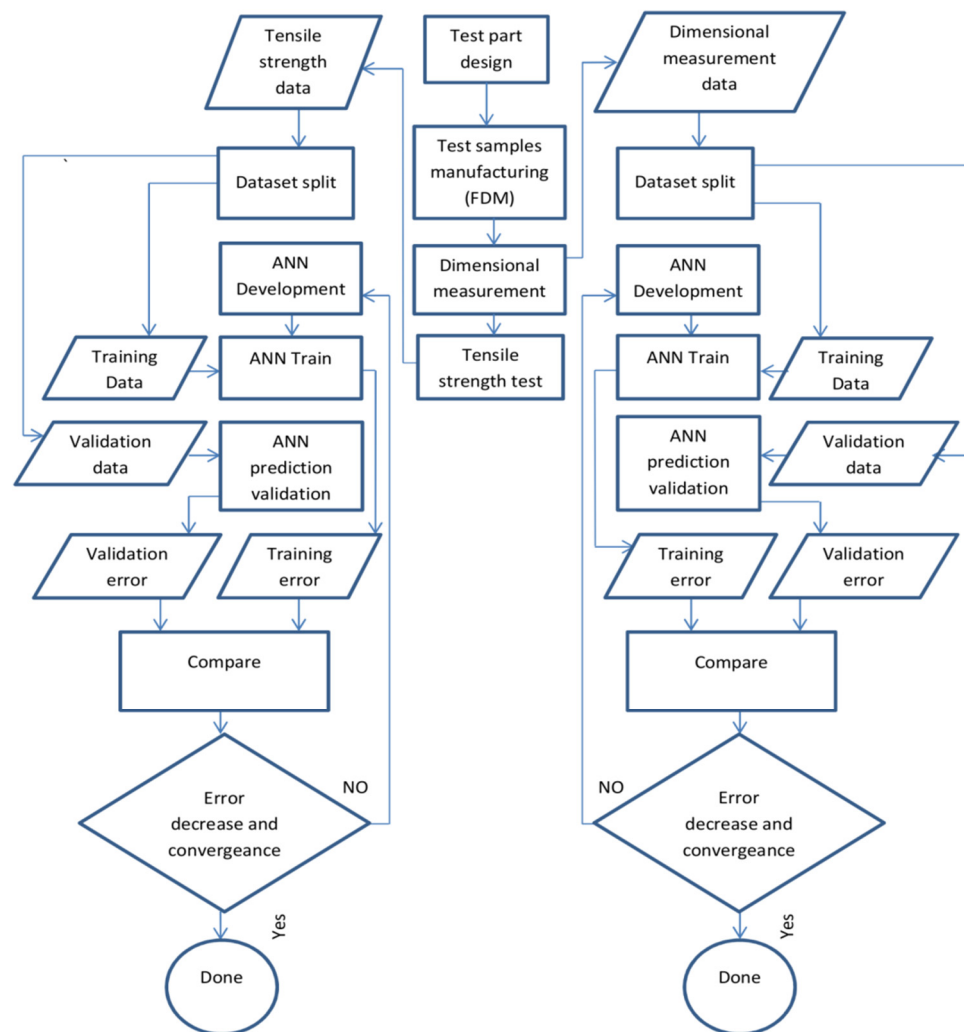 Tensile
strength
data
Test part
design
Dimensional
measurement
data
Test samples
manufacturing
(FDM)
Dataset split
Dataset split
ANN
Development
Dimensional
measurement
ANN
Development
Training
Data
ANN Train
Tensile
strength test
ANN Train
Training
Data
Validation
data
ANN
prediction
validation
ANN
prediction
validation
Validation
data
Validation
error
Training
error
Training
error
Validation
error
Compare
Compare
NO
Error
decrease and
convergeance
NO
Error
decrease and
convergeance
Yes
Done
Yes
Done